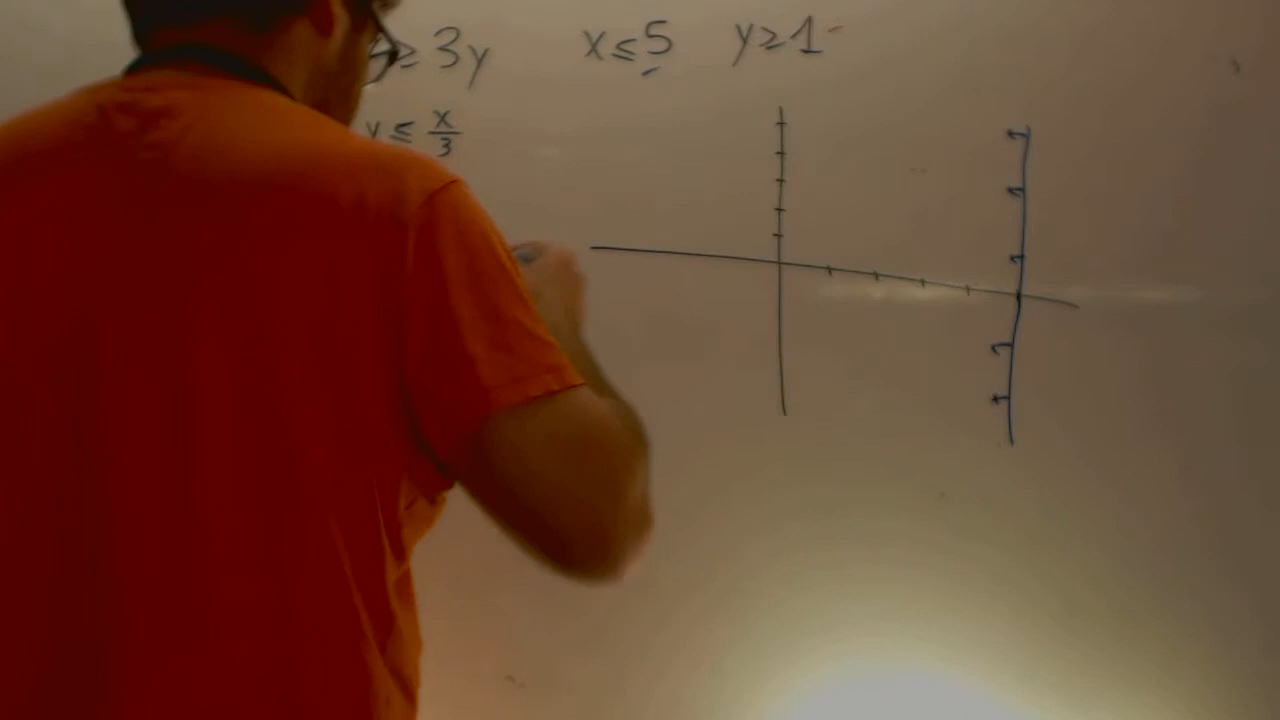 ≥ 3y x ≤ 5 y ≥ 1
y ≤ x/3